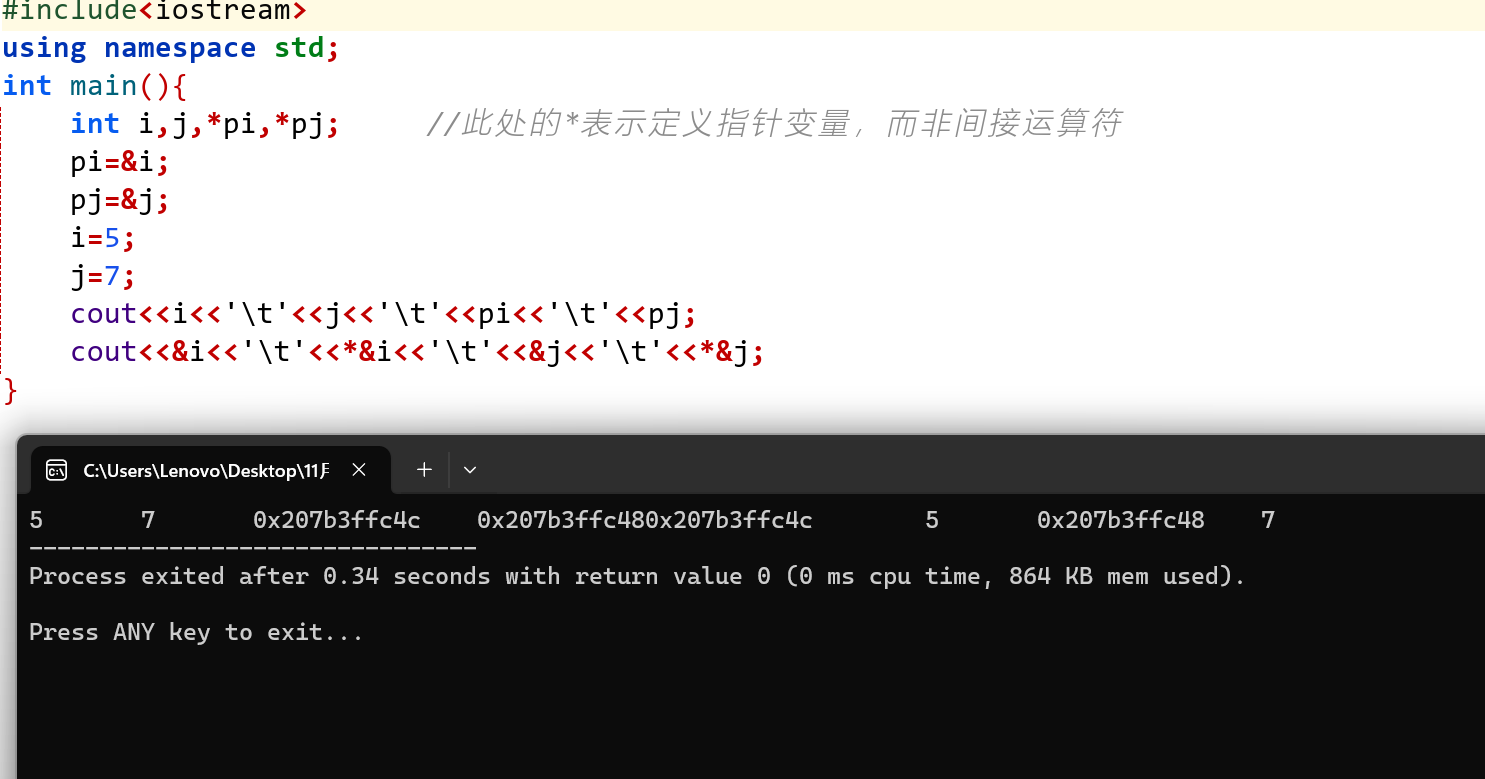 #include<iostream>
using namespace std;
int main(){
    int i,j,*pi,*pj;     //此处的*表示定义指针变量，而非间接运算符
    pi=&i;
    pj=&j;
    i=5;
    j=7;
    cout<<i<<'\t'<<j<<'\t'<<pi<<'\t'<<pj;
    cout<<&i<<'\t'<<*&i<<'\t'<<&j<<'\t'<<*&j;
}
C:\Users\Lenovo\Desktop\11
5       7       0x207b3ffc4c    0x207b3ffc480x207b3ffc4c        5       0x207b3ffc48    7
--------------------------------
Process exited after 0.34 seconds with return value 0 (0 ms cpu time, 864 KB mem used).
Press ANY key to exit...